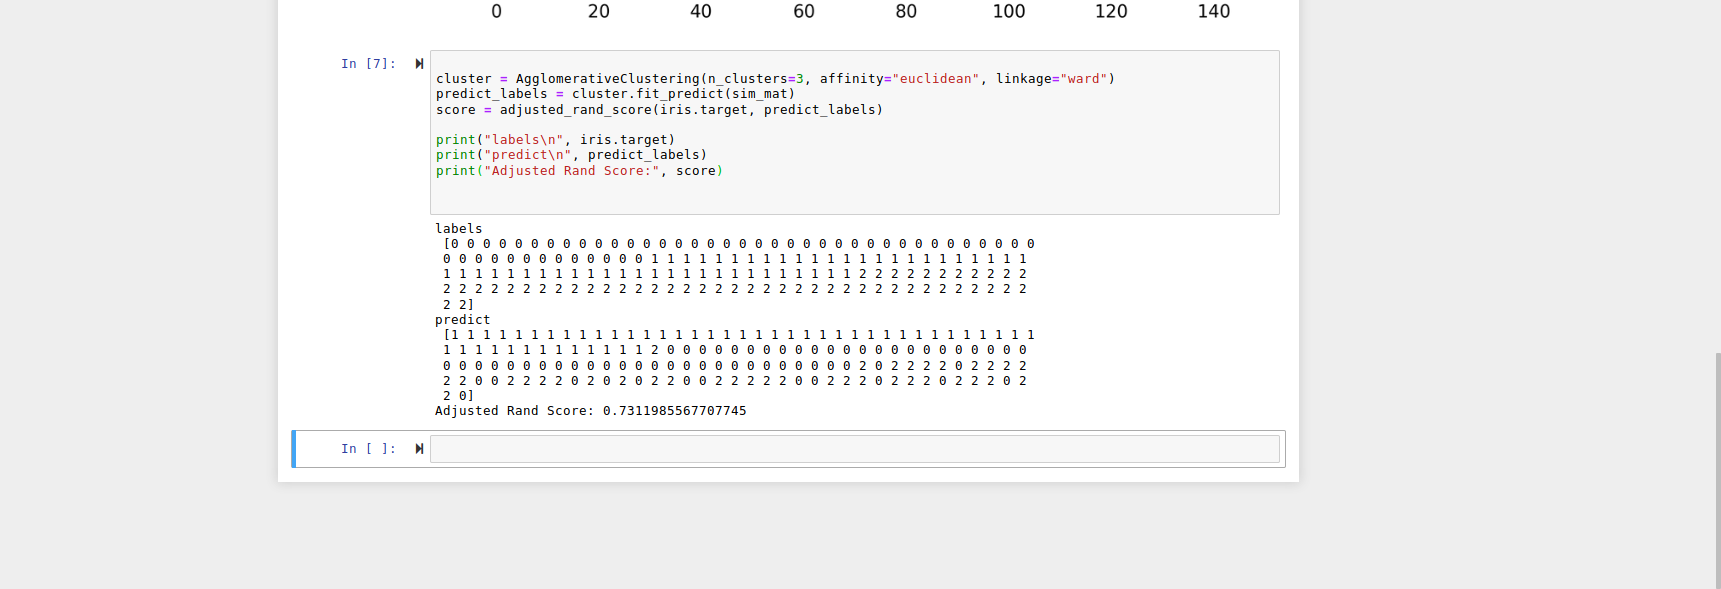 0 20 40 60 80 100 120 140
In [7]:
cluster = AgglomerativeClustering(n_clusters=3, affinity="euclidean", linkage="ward")
predict_labels = cluster.fit_predict(sim_mat)
score = adjusted_rand_score(iris.target, predict_labels)
print("labels\n", iris.target)
print("predict\n", predict_labels)
print("Adjusted Rand Score:", score)
labels
[0 0 0 0 0 0 0 0 0 0 0 0 0 0 0 0 0 0 0 0 0 0 0 0 0 0 0 0 0 0 0 0 0 0 0 0 0
0 0 0 0 0 0 0 0 0 0 0 0 0 1 1 1 1 1 1 1 1 1 1 1 1 1 1 1 1 1 1 1 1 1 1 1 1
1 1 1 1 1 1 1 1 1 1 1 1 1 1 1 1 1 1 1 1 1 1 1 1 1 1 2 2 2 2 2 2 2 2 2 2 2
2 2 2 2 2 2 2 2 2 2 2 2 2 2 2 2 2 2 2 2 2 2 2 2 2 2 2 2 2 2 2 2 2 2 2 2 2
2 2]
predict
[1 1 1 1 1 1 1 1 1 1 1 1 1 1 1 1 1 1 1 1 1 1 1 1 1 1 1 1 1 1 1 1 1 1 1 1 1
1 1 1 1 1 1 1 1 1 1 1 1 1 2 0 0 0 0 0 0 0 0 0 0 0 0 0 0 0 0 0 0 0 0 0 0 0
0 0 0 0 0 0 0 0 0 0 0 0 0 0 0 0 0 0 0 0 0 0 0 0 0 0 2 0 2 2 2 2 0 2 2 2 2
2 2 0 0 2 2 2 2 0 2 0 2 0 2 2 0 0 2 2 2 2 2 0 0 2 2 2 0 2 2 2 0 2 2 2 0 2
2 0]
Adjusted Rand Score: 0.7311985567707745
In [ ]: